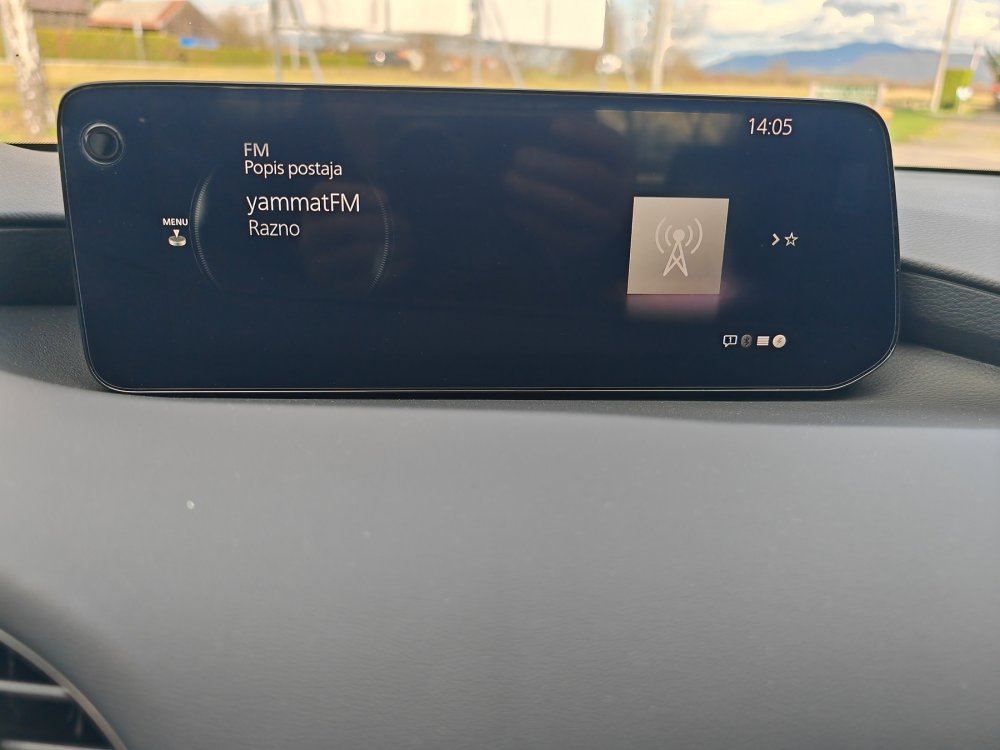 14:05
FM
Popis postaja
yammatFM
Razno
MENU